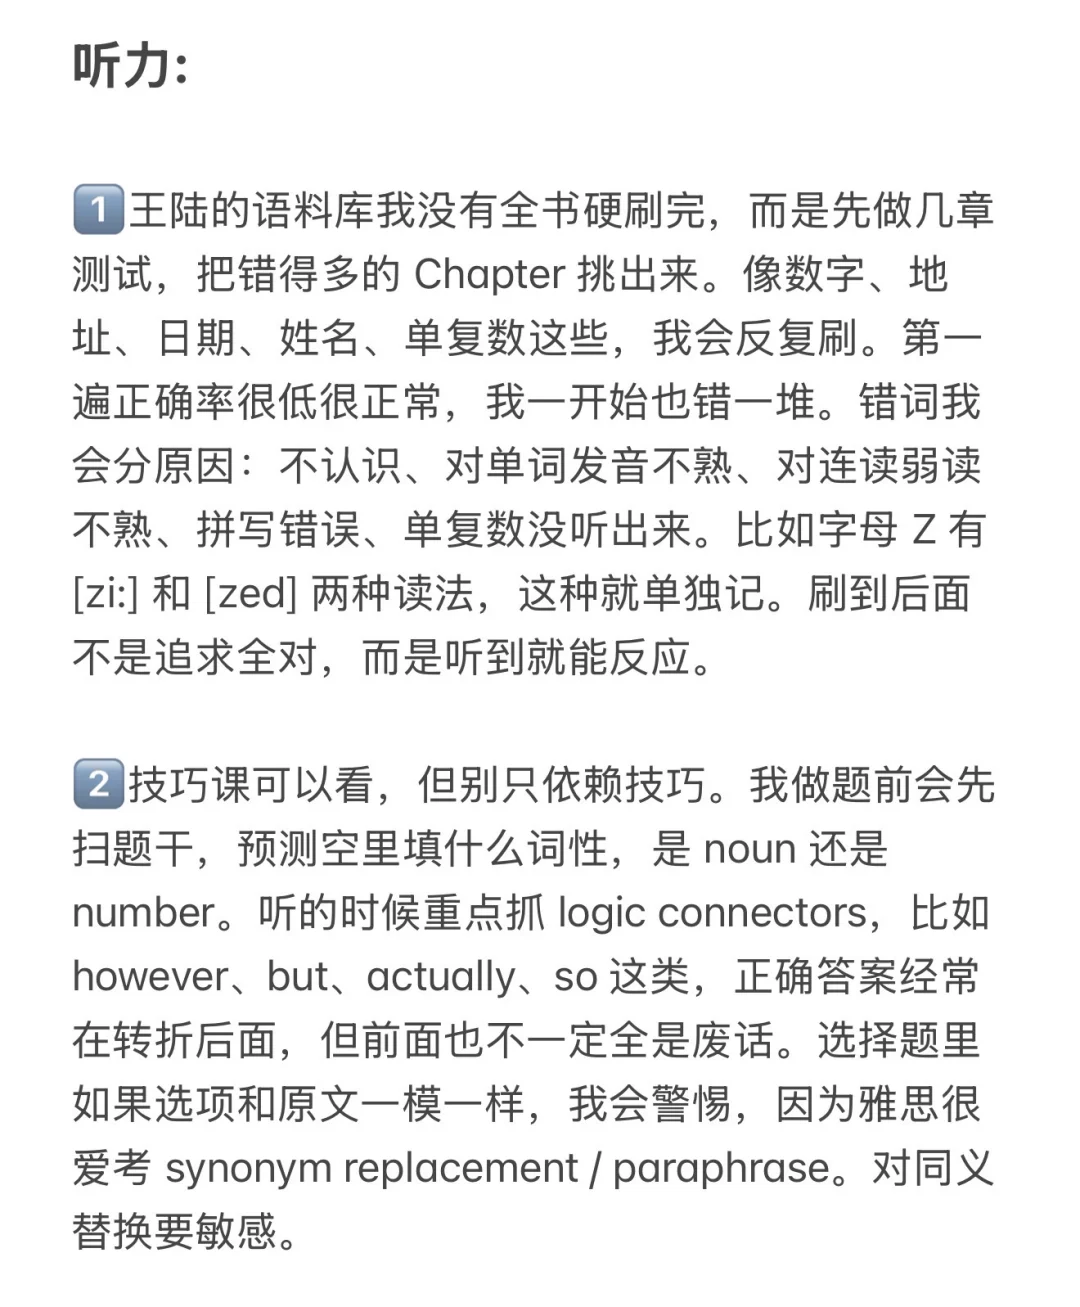 听力:
1️⃣王陆的语料库我没有全书硬刷完，而是先做几章
测试，把错得多的 Chapter 挑出来。像数字、地
址、日期、姓名、单复数这些，我会反复刷。第一
遍正确率很低很正常，我一开始也错一堆。错词我
会分原因：不认识、对单词发音不熟、对连读弱读
不熟、拼写错误、单复数没听出来。比如字母 Z 有
[zi:] 和 [zed] 两种读法，这种就单独记。刷到后面
不是追求全对，而是听到就能反应。
2️⃣技巧课可以看，但别只依赖技巧。我做题前会先
扫题干，预测空里填什么词性，是 noun 还是
number。听的时候重点抓 logic connectors，比如
however、but、actually、so 这类，正确答案经常
在转折后面，但前面也不一定全是废话。选择题里
如果选项和原文一模一样，我会警惕，因为雅思很
爱考 synonym replacement / paraphrase。对同义
替换要敏感。